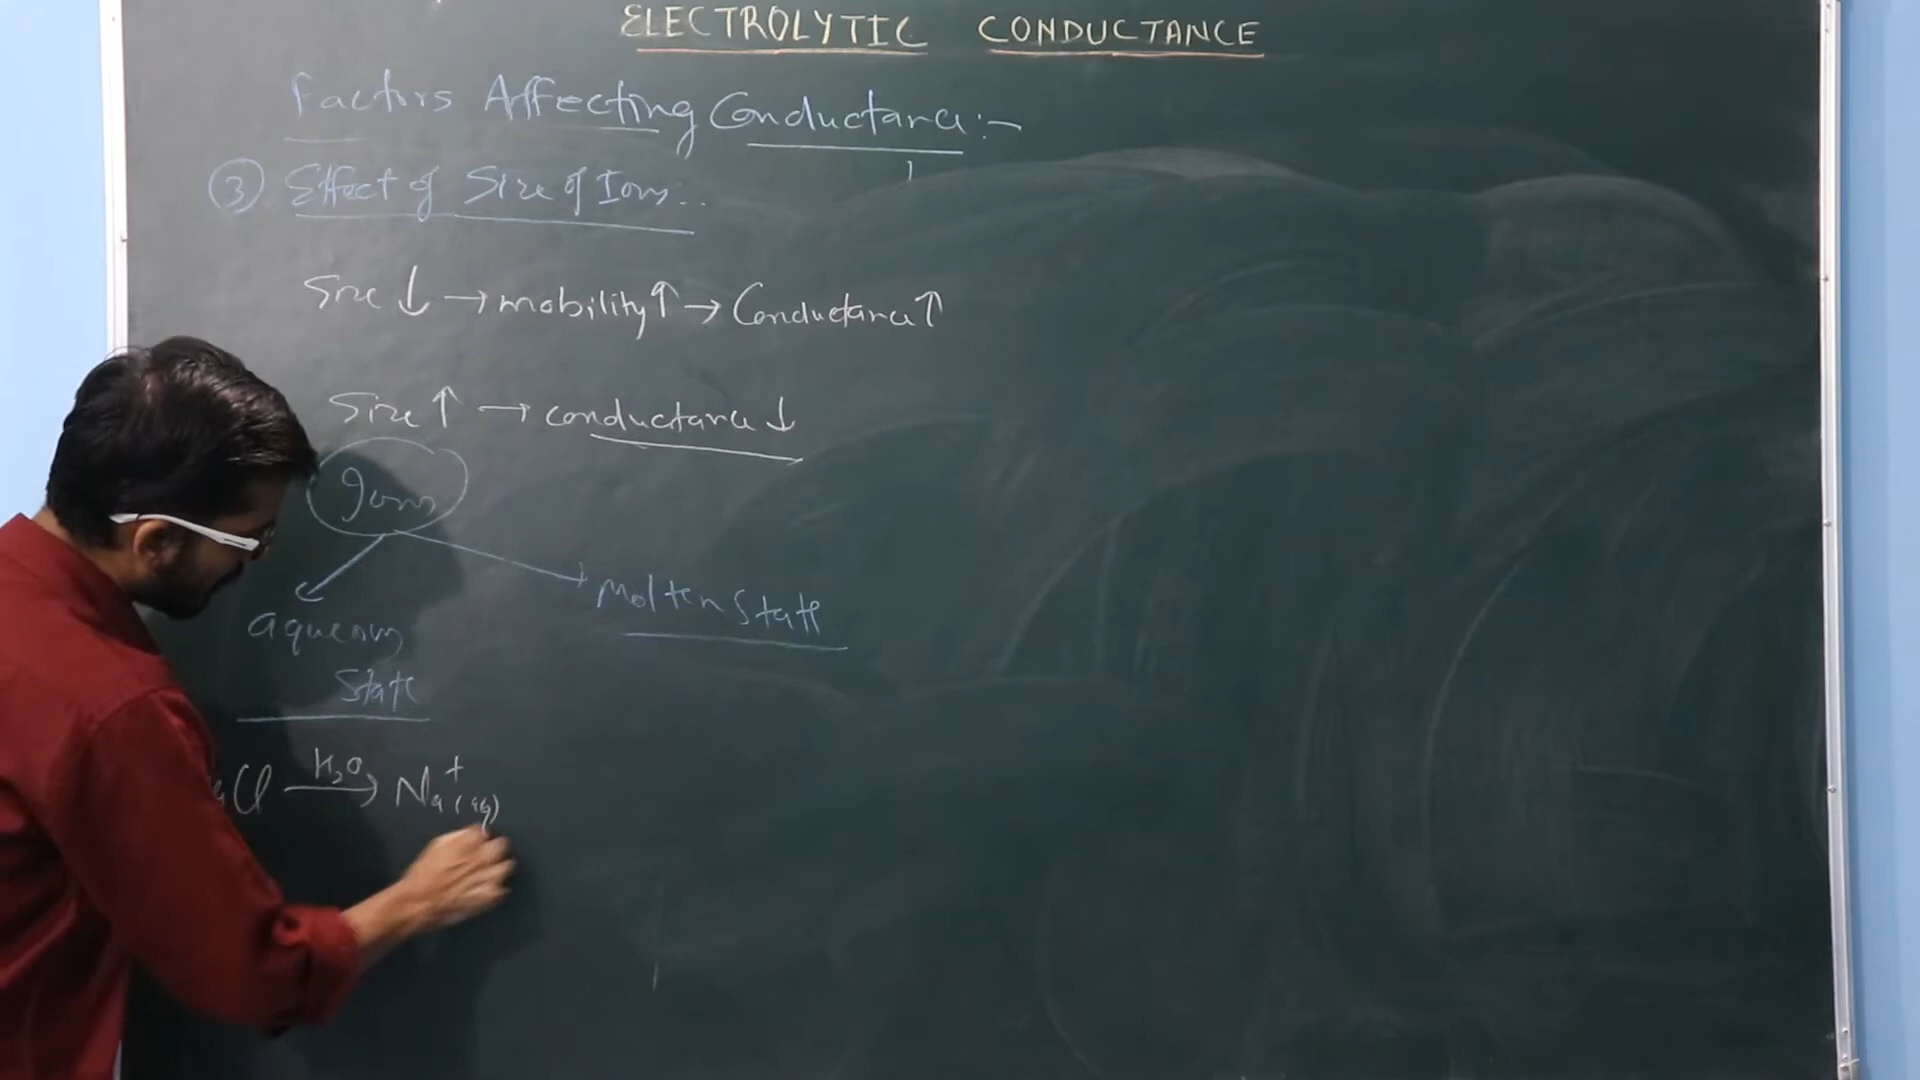 ELECTROLYTIC CONDUCTANCE
Factors Affecting Conductance:-
③ Effect of Size of Ions:.
Size ↓ → mobility ↑ → Conductance ↑
Size ↑ → conductance ↓
Ions
aqueous State
Molten State
aCl H₂O → Na⁺(aq)